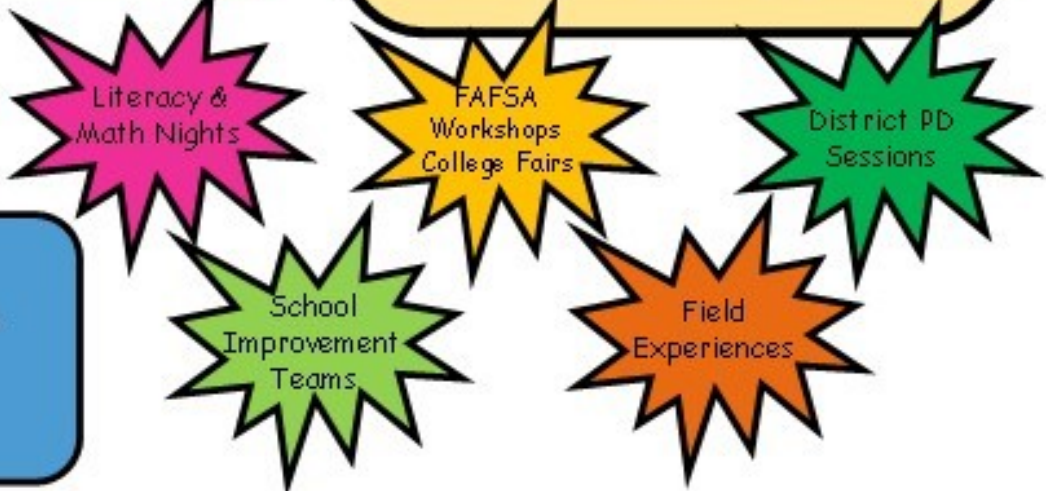 Literacy &
Math Nights
FAFSA
Workshops
College Fairs
District PD
Sessions
School
Improvement
Teams
Field
Experiences